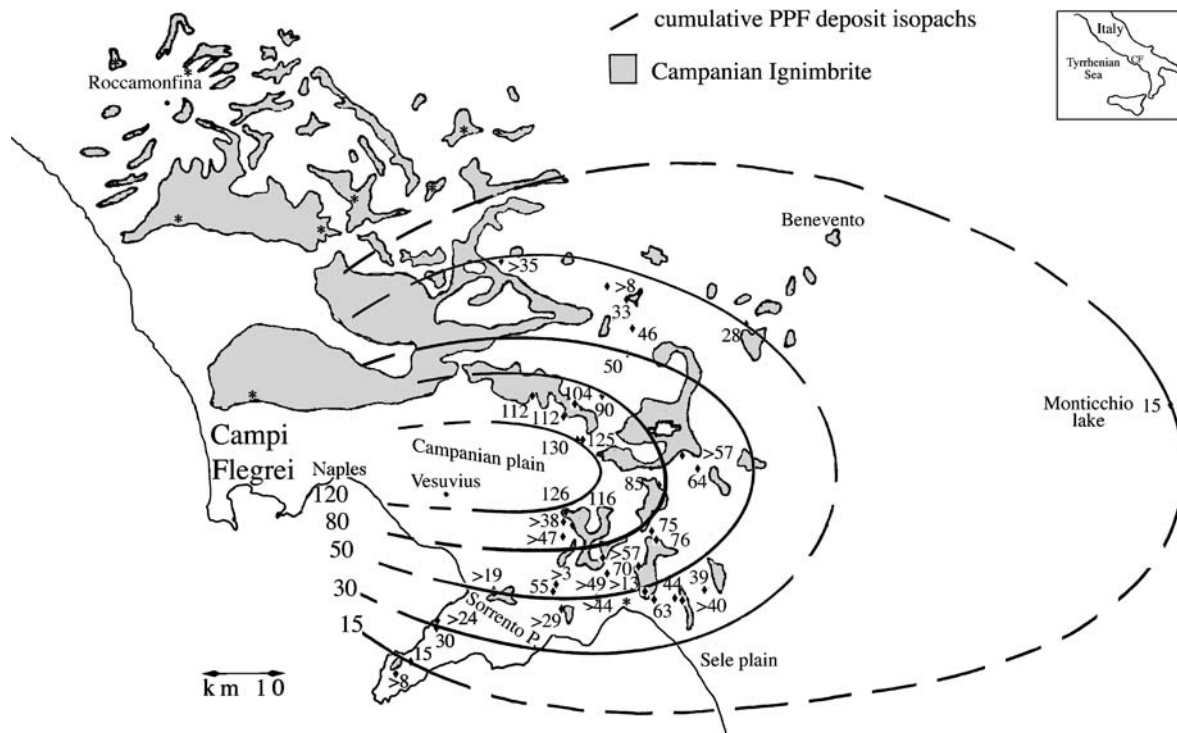 cumulative PPF deposit isopachs
Campanian Ignimbrite
Italy
Tyrrhenian
Sea
CF
Roccamonfina
*
*
*
*
*
*
Benevento
>35
>8
33
46
28
50
*
104
112
90
112
Monticchio
lake
15
Campi
Flegrei
Campanian plain
130
125
>57
64
Naples
Vesuvius
85
120
126
116
80
>38
>47
75
76
50
>57
70
>19
>3
55
>49
>13
44
39
30
>24
>29
>44
*
63
>40
15
30
Sorrento P.
Sele plain
15
>8
km 10